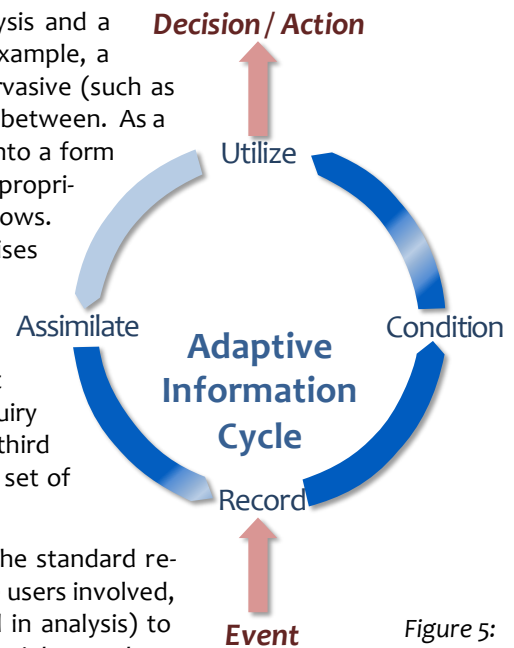 ysis and a
xample, a
rvasive (such as
between. As a
nto a form
propri-
ows.
ises
uiry
third
set of
he standard re-
users involved,
d in analysis) to
Decision / Action
Utilize
Assimilate
Condition
Adaptive
Information
Cycle
Record
Event
Figure 5: